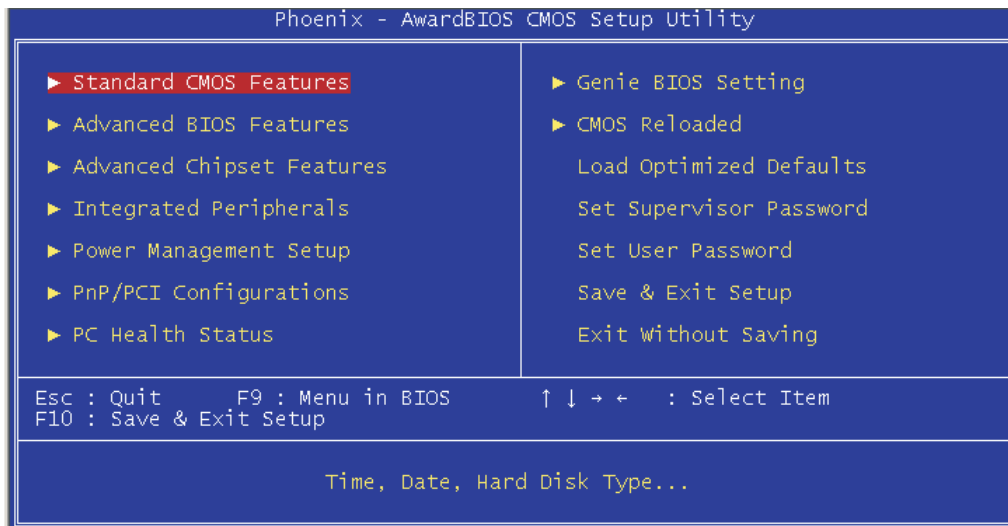 Phoenix - AwardBIOS CMOS Setup Utility
▶ Standard CMOS Features
▶ Advanced BIOS Features
▶ Advanced Chipset Features
▶ Integrated Peripherals
▶ Power Management Setup
▶ PnP/PCI Configurations
▶ PC Health Status
▶ Genie BIOS Setting
▶ CMOS Reloaded
Load Optimized Defaults
Set Supervisor Password
Set User Password
Save & Exit Setup
Exit Without Saving
Esc : Quit F9 : Menu in BIOS ↑ ↓ → ← : Select Item
F10 : Save & Exit Setup
Time, Date, Hard Disk Type...